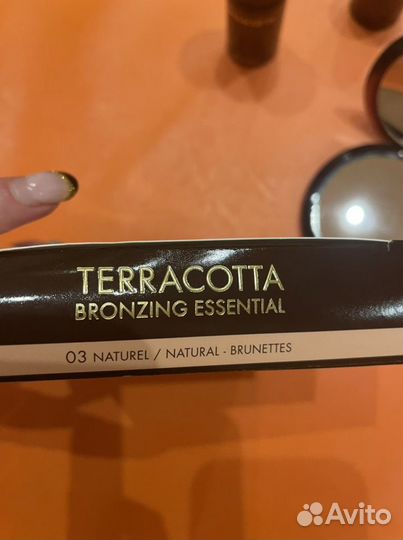 TERRACOTTA
BRONZING ESSENTIAL
03 NATUREL / NATURAL - BRUNETTES
Avito